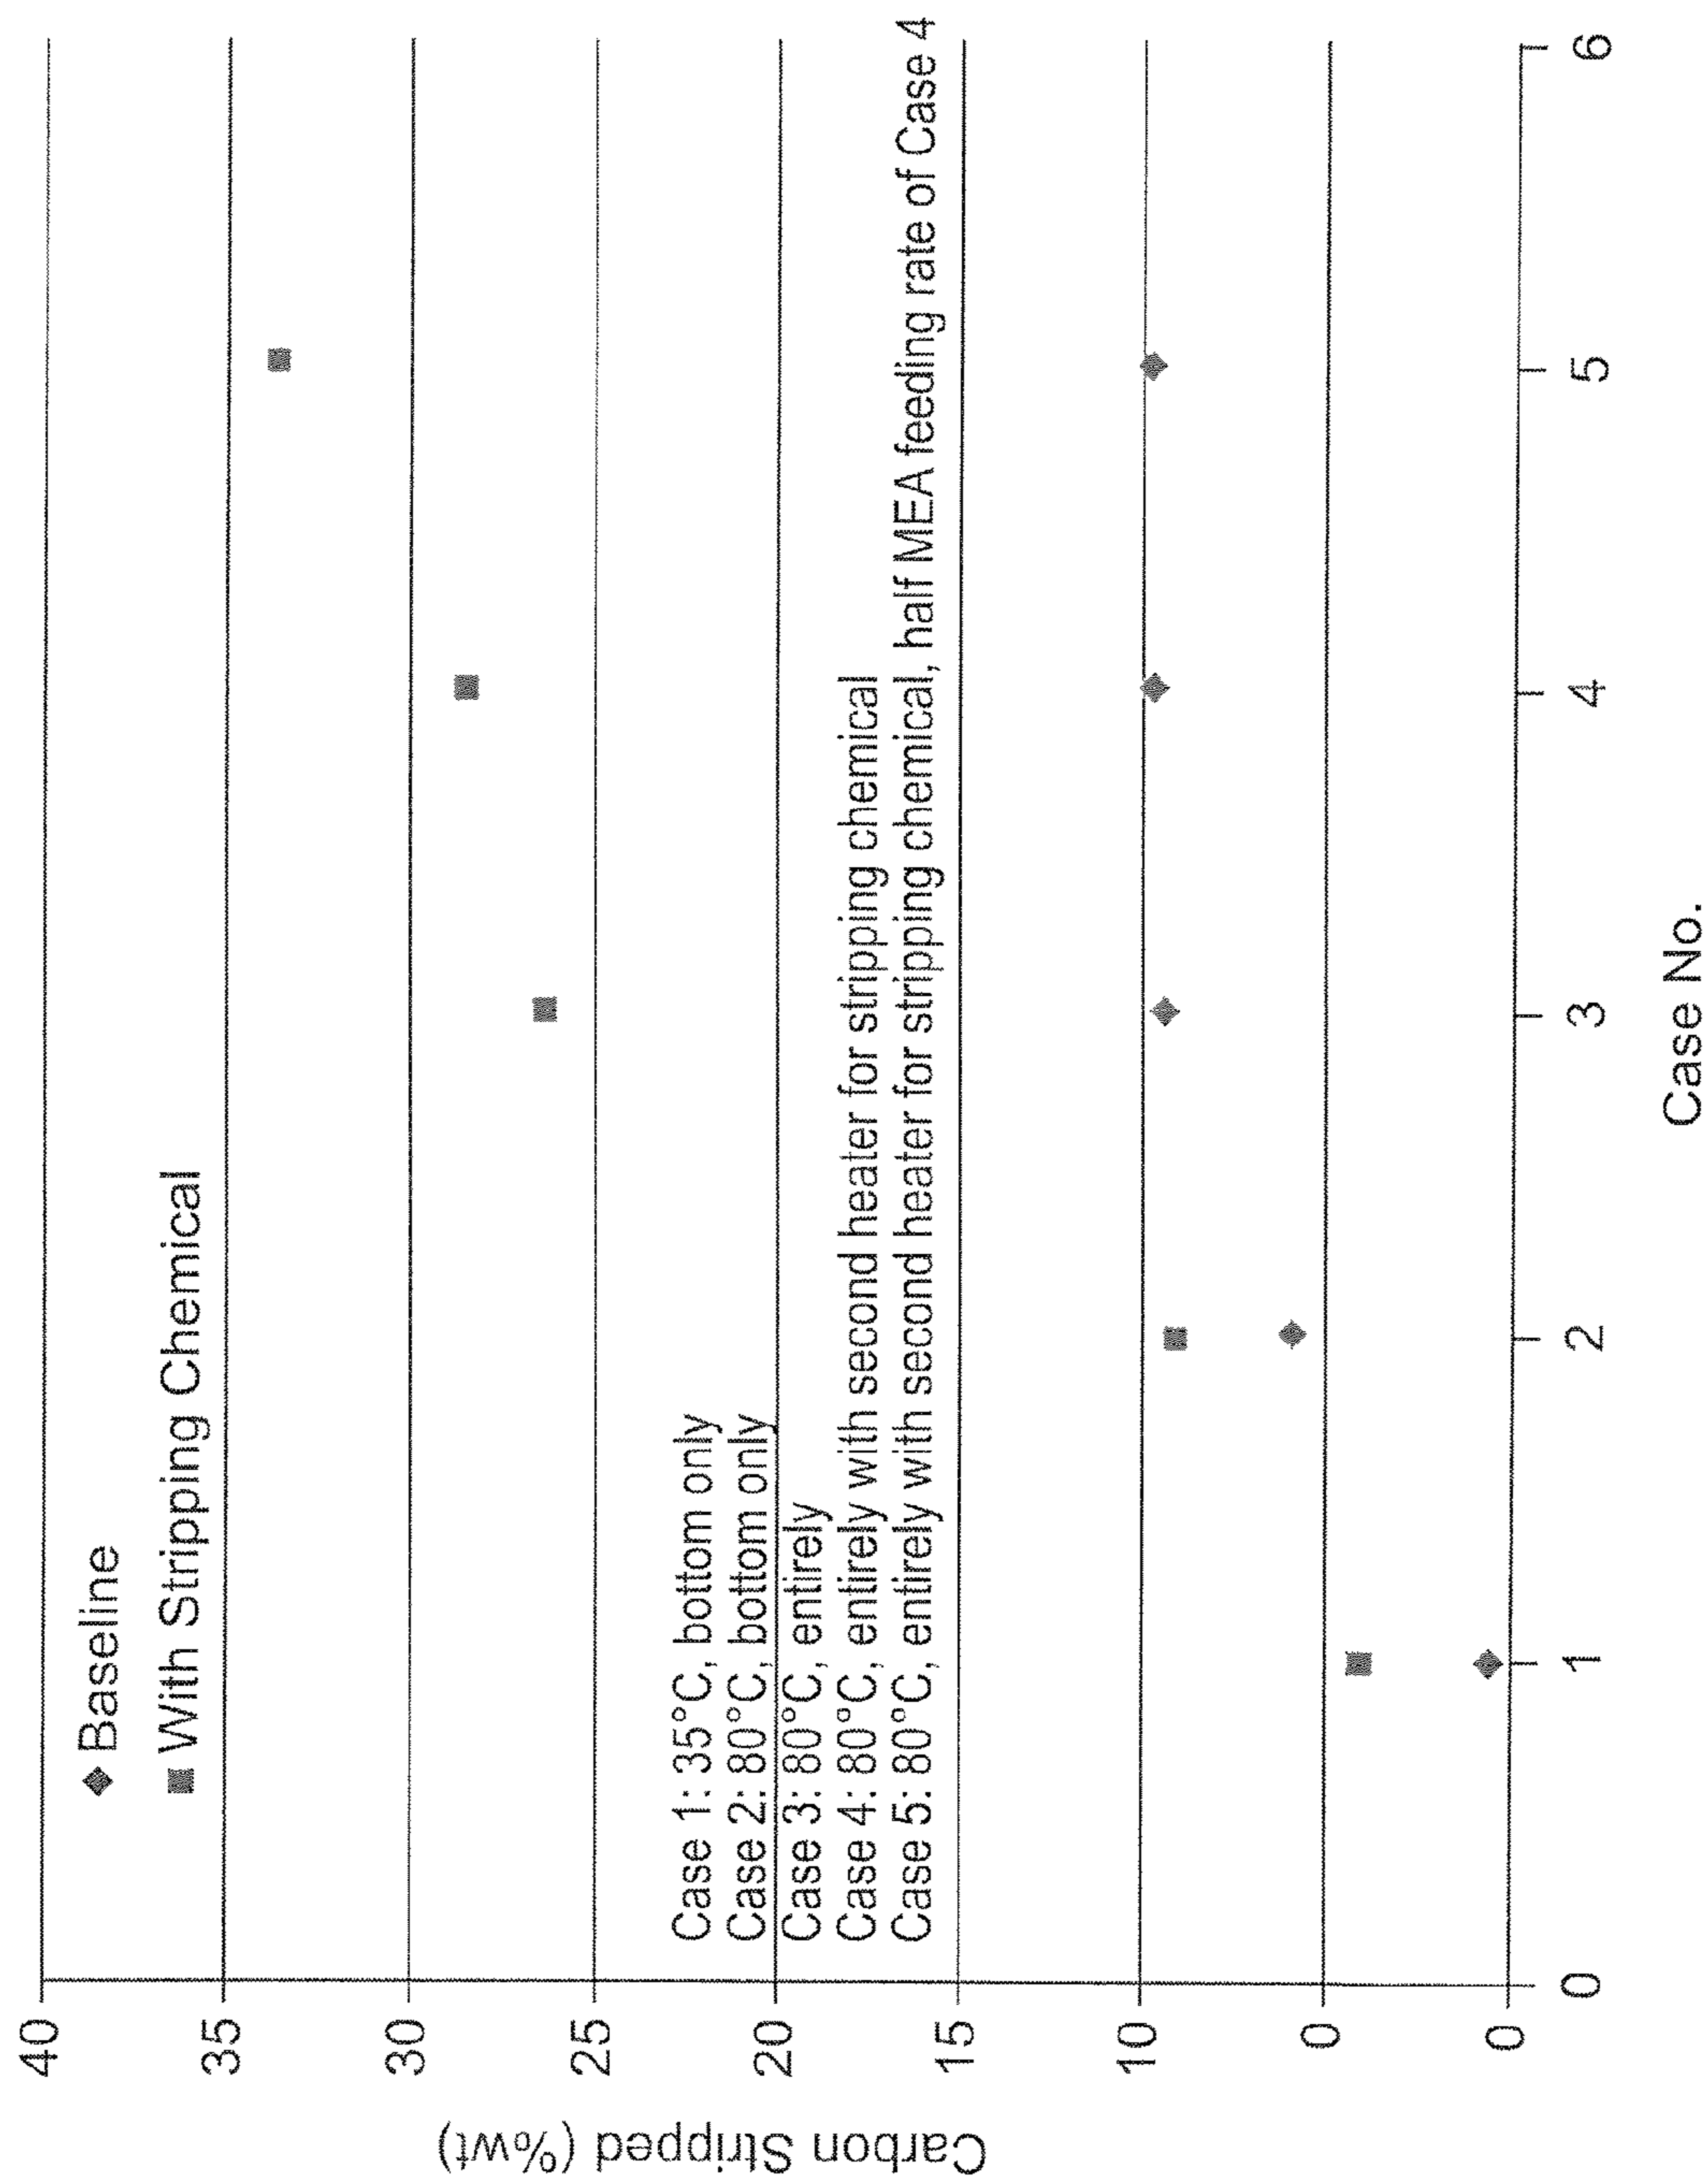 Carbon Stripped (%wt)
40
35
30
25
20
15
10
0
0
Baseline
With Stripping Chemical
Case 1: 35°C, bottom only
Case 2: 80°C, bottom only
Case 3: 80°C, entirely
Case 4: 80°C, entirely with second heater for stripping chemical
Case 5: 80°C, entirely with second heater for stripping chemical, half MEA feeding rate of Case 4
0 1 2 3 4 5 6
Case No.